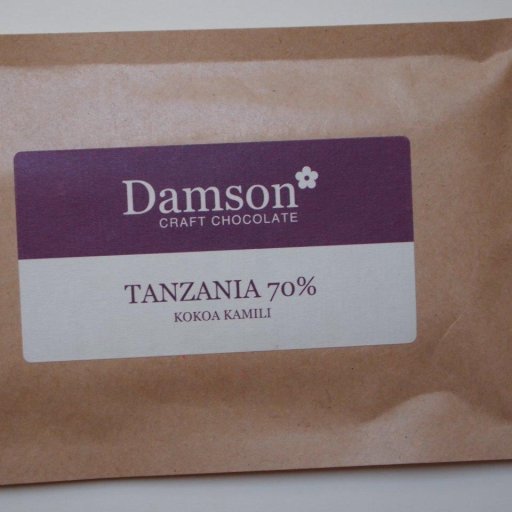 Damson
CRAFT CHOCOLATE
TANZANIA 70%
KOKOA KAMILI